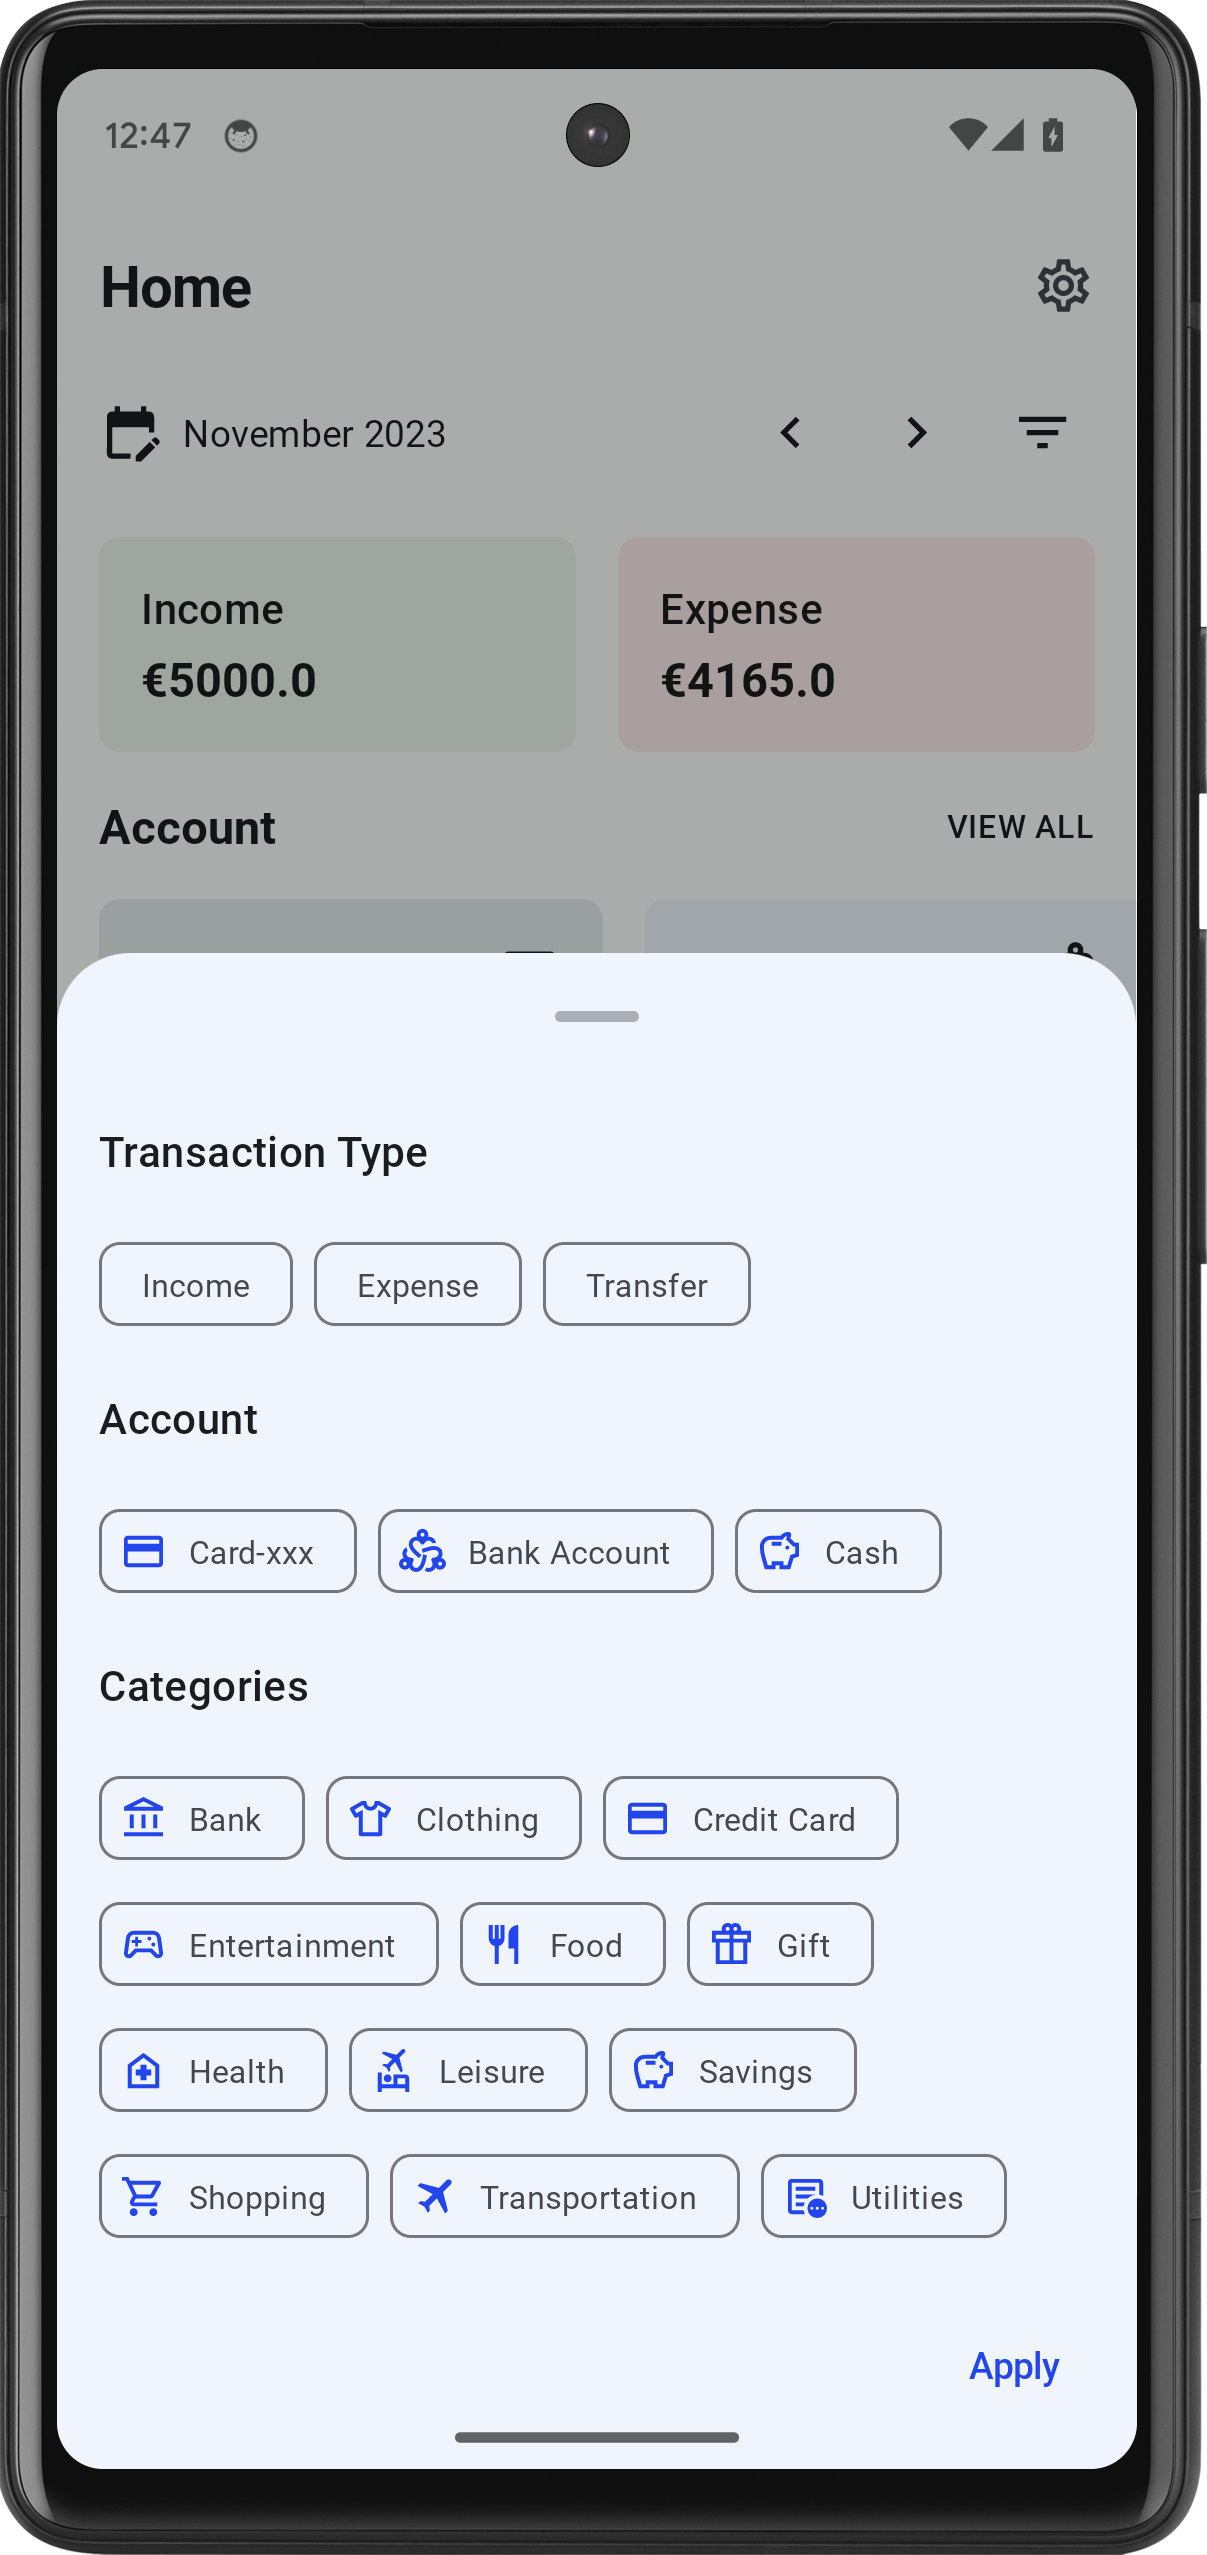 12:47
Home
November 2023
Income Expense
€5000.0 €4165.0
Account VIEW ALL
Transaction Type
Income Expense Transfer
Account
Card-xxx Bank Account Cash
Categories
Bank Clothing Credit Card
Entertainment Food Gift
Health Leisure Savings
Shopping Transportation Utilities
Apply